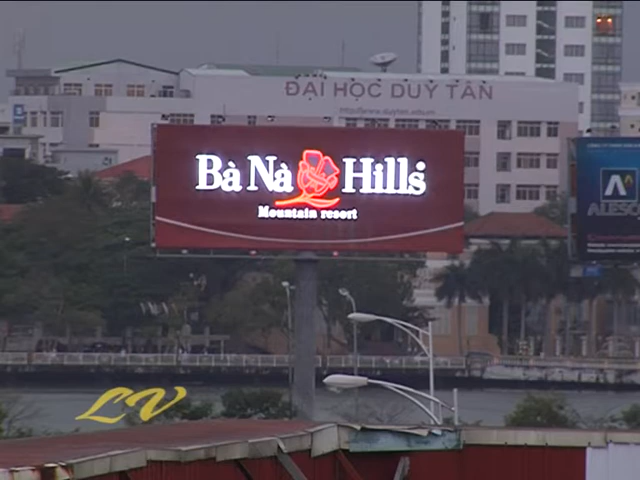 ĐẠI HỌC DUY TÂN
Bà Nà Hills
Mountain resort
LV